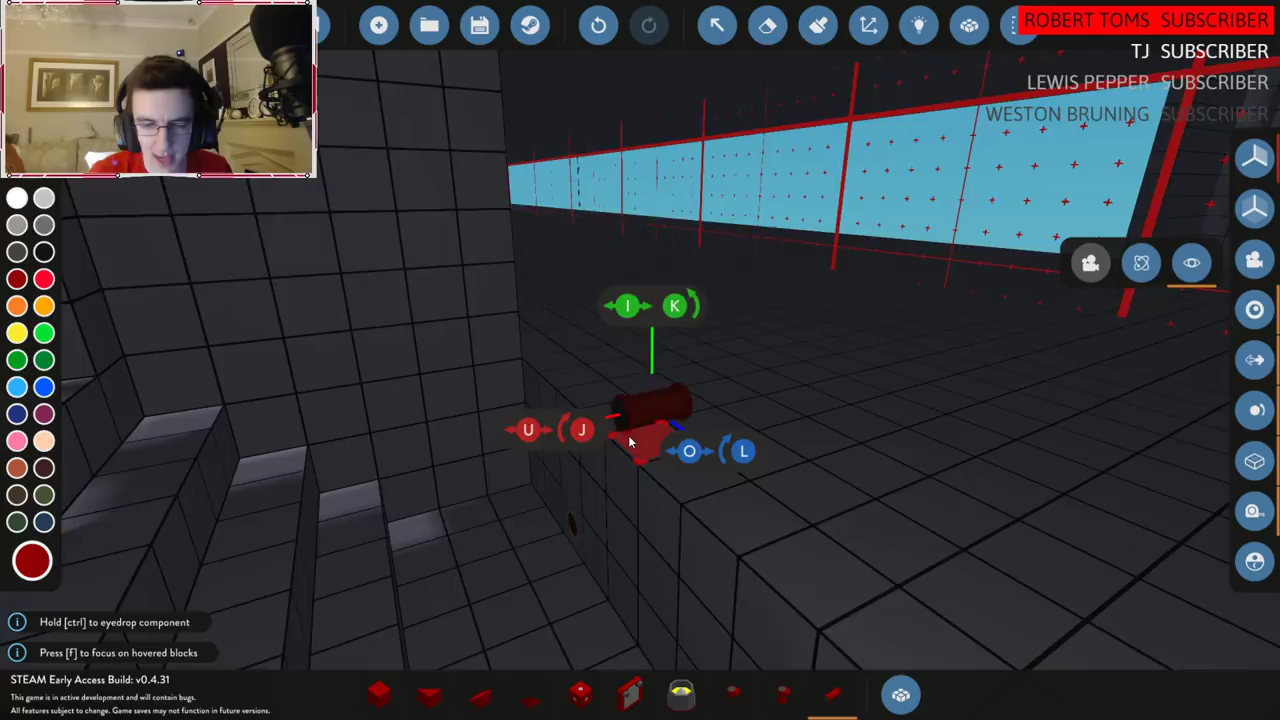 ROBERT TOMS SUBSCRIBER
TJ SUBSCRIBER
LEWIS PEPPER SUBSCRIBER
WESTON BRUNING SUBSCRIBER
I K
U J
O L
Hold [ctrl] to eyedrop component
Press [f] to focus on hovered blocks
STEAM Early Access Build: v0.4.31
This game is in active development and will contain bugs.
All features subject to change. Game saves may not function in future versions.